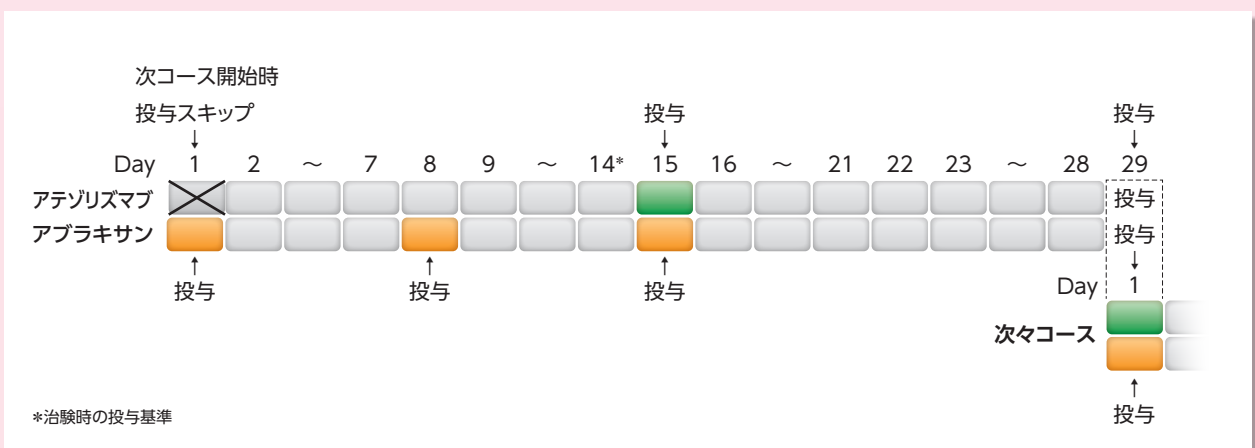 次コース開始時
投与スキップ 投与 投与
↓ ↓ ↓
Day 1 2 ～ 7 8 9 ～ 14* 15 16 ～ 21 22 23 ～ 28 29
アテゾリズマブ 投与
アブラキサン 投与
↑ ↑ ↑ ↓
投与 投与 投与
Day 1
次々コース
↑
投与
*治験時の投与基準